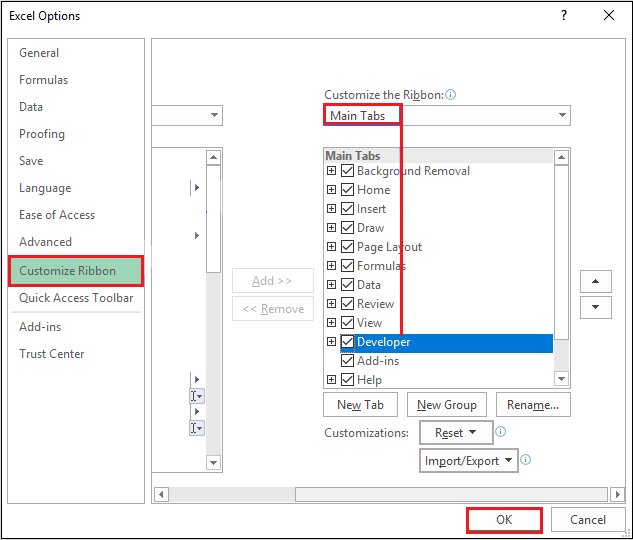 Excel Options
?
General
Formulas
Data
Proofing
Save
Language
Ease of Access
Advanced
Customize Ribbon
Quick Access Toolbar
Add-ins
Trust Center
Add >>
<< Remove
Customize the Ribbon:
Main Tabs
Main Tabs
Background Removal
Home
Insert
Draw
Page Layout
Formulas
Data
Review
View
Developer
Add-ins
Help
New Tab
New Group
Rename...
Customizations:
Reset
Import/Export
OK
Cancel